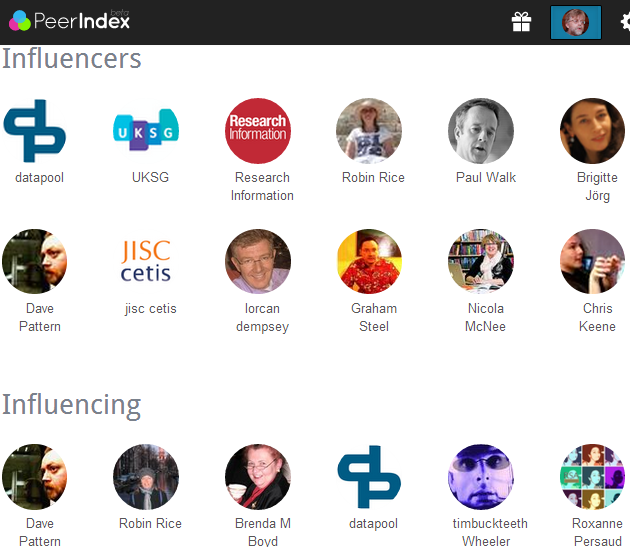 PeerIndex beta
Influencers
datapool
UKSG
Research Information
Robin Rice
Paul Walk
Brigitte
Research
Information
Jörg
Dave
Pattern
JISC
cetis
jisc cetis
lorcan
dempsey
Graham
Steel
Nicola
McNee
Chris
Keene
Influencing
Dave
Pattern
Robin Rice
Brenda M
Boyd
datapool
timbuckteeth
Wheeler
Roxanne
Persaud